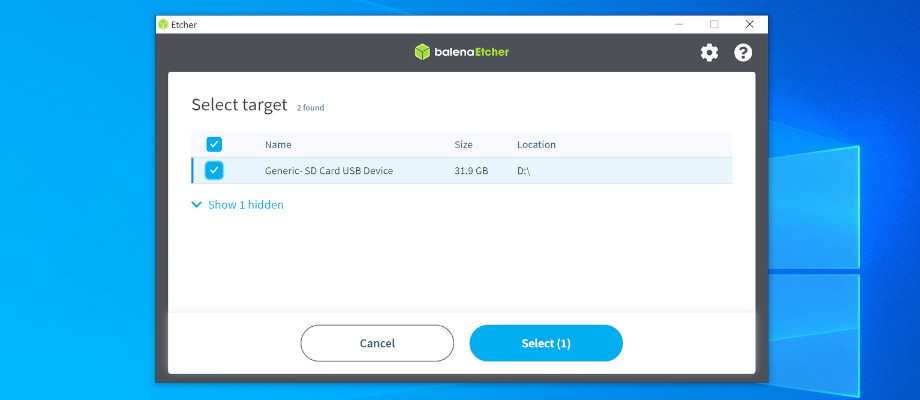 Etcher
balenaEtcher
Select target 2 found
Name Size Location
Generic- SD Card USB Device 31.9 GB D:\
Show 1 hidden
Cancel Select (1)